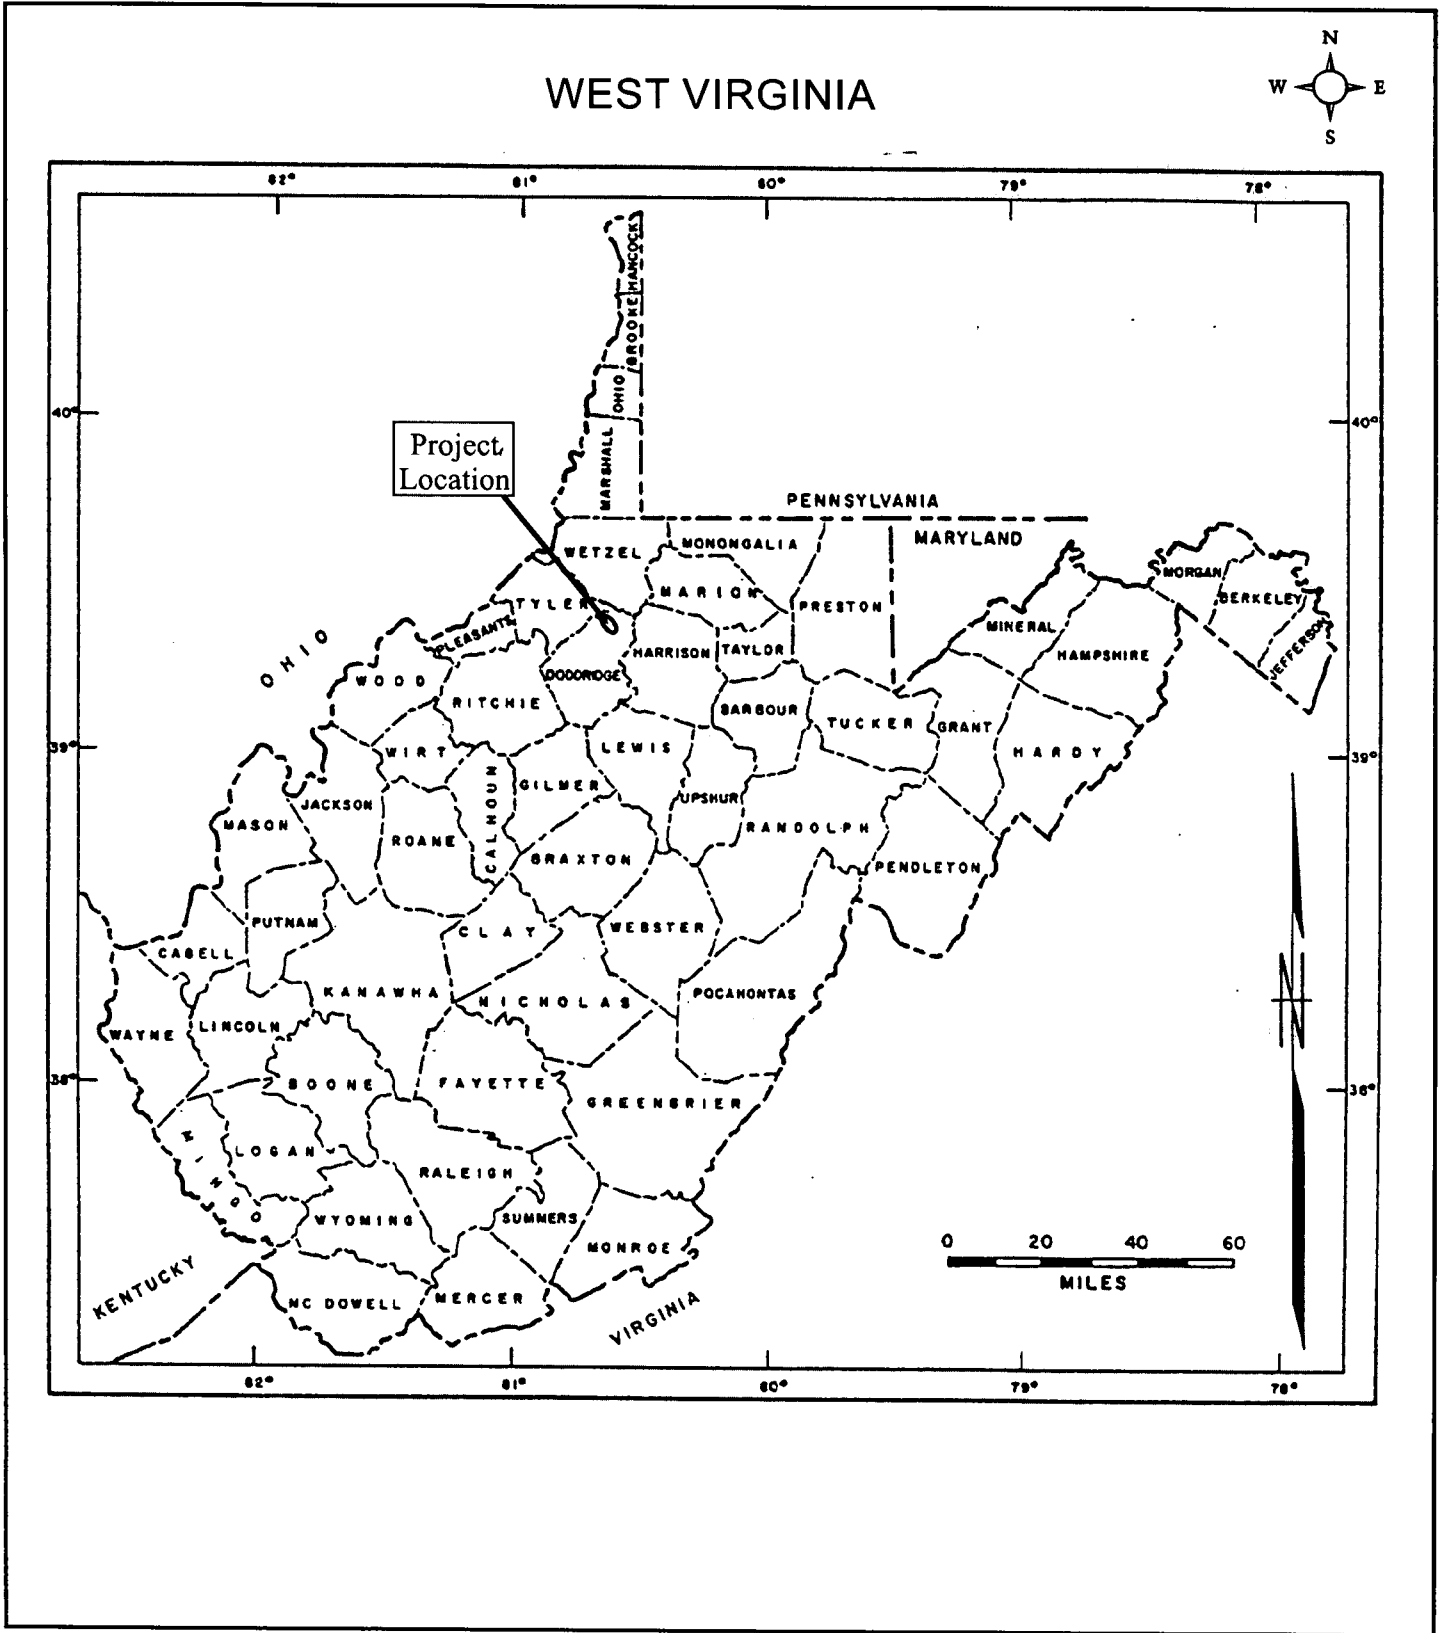 N
WEST VIRGINIA
W E
S
82° 81° 80° 79° 78°
HANCOCK
BROOKE
OHIO
40° 40°
MARSHALL
Project
Location
PENNSYLVANIA
MARYLAND
WETZEL
MONONGALIA
MORGAN
MARION
BERKELEY
TYLER
PRESTON
MINERAL
PLEASANTS
OHIO
HARRISON
TAYLOR
HAMPSHIRE
JEFFERSON
DODDRIDGE
WOOD
RITCHIE
BARBOUR
TUCKER
GRANT
WIRT
LEWIS
HARDY
39° 39°
CALHOUN
GILMER
JACKSON
UPSHUR
MASON
RANDOLPH
ROANE
BRAXTON
PENDLETON
PUTNAM
CLAY
WEBSTER
CABELL
KANAWHA
NICHOLAS
POCAHONTAS
WAYNE
LINCOLN
N
38° 38°
BOONE
FAYETTE
GREENBRIER
MINGO
LOGAN
RALEIGH
WYOMING
SUMMERS
MONROE
0 20 40 60
MILES
KENTUCKY
MC DOWELL
MERCER
VIRGINIA
82° 81° 80° 79° 78°